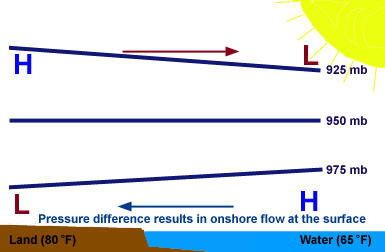 H
L
925 mb
950 mb
975 mb
L
H
Pressure difference results in onshore flow at the surface
Land (80 °F)
Water (65 °F)